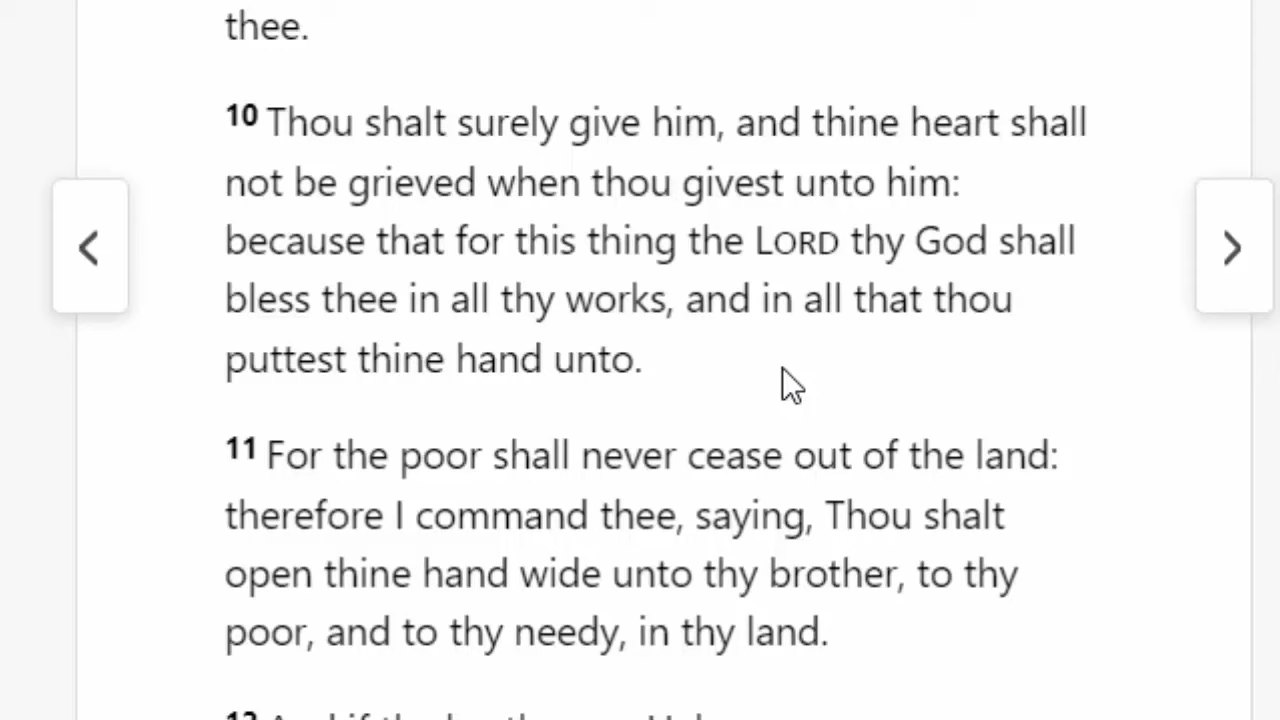 thee.
10 Thou shalt surely give him, and thine heart shall
not be grieved when thou givest unto him:
because that for this thing the LORD thy God shall
bless thee in all thy works, and in all that thou
puttest thine hand unto.
11 For the poor shall never cease out of the land:
therefore I command thee, saying, Thou shalt
open thine hand wide unto thy brother, to thy
poor, and to thy needy, in thy land.